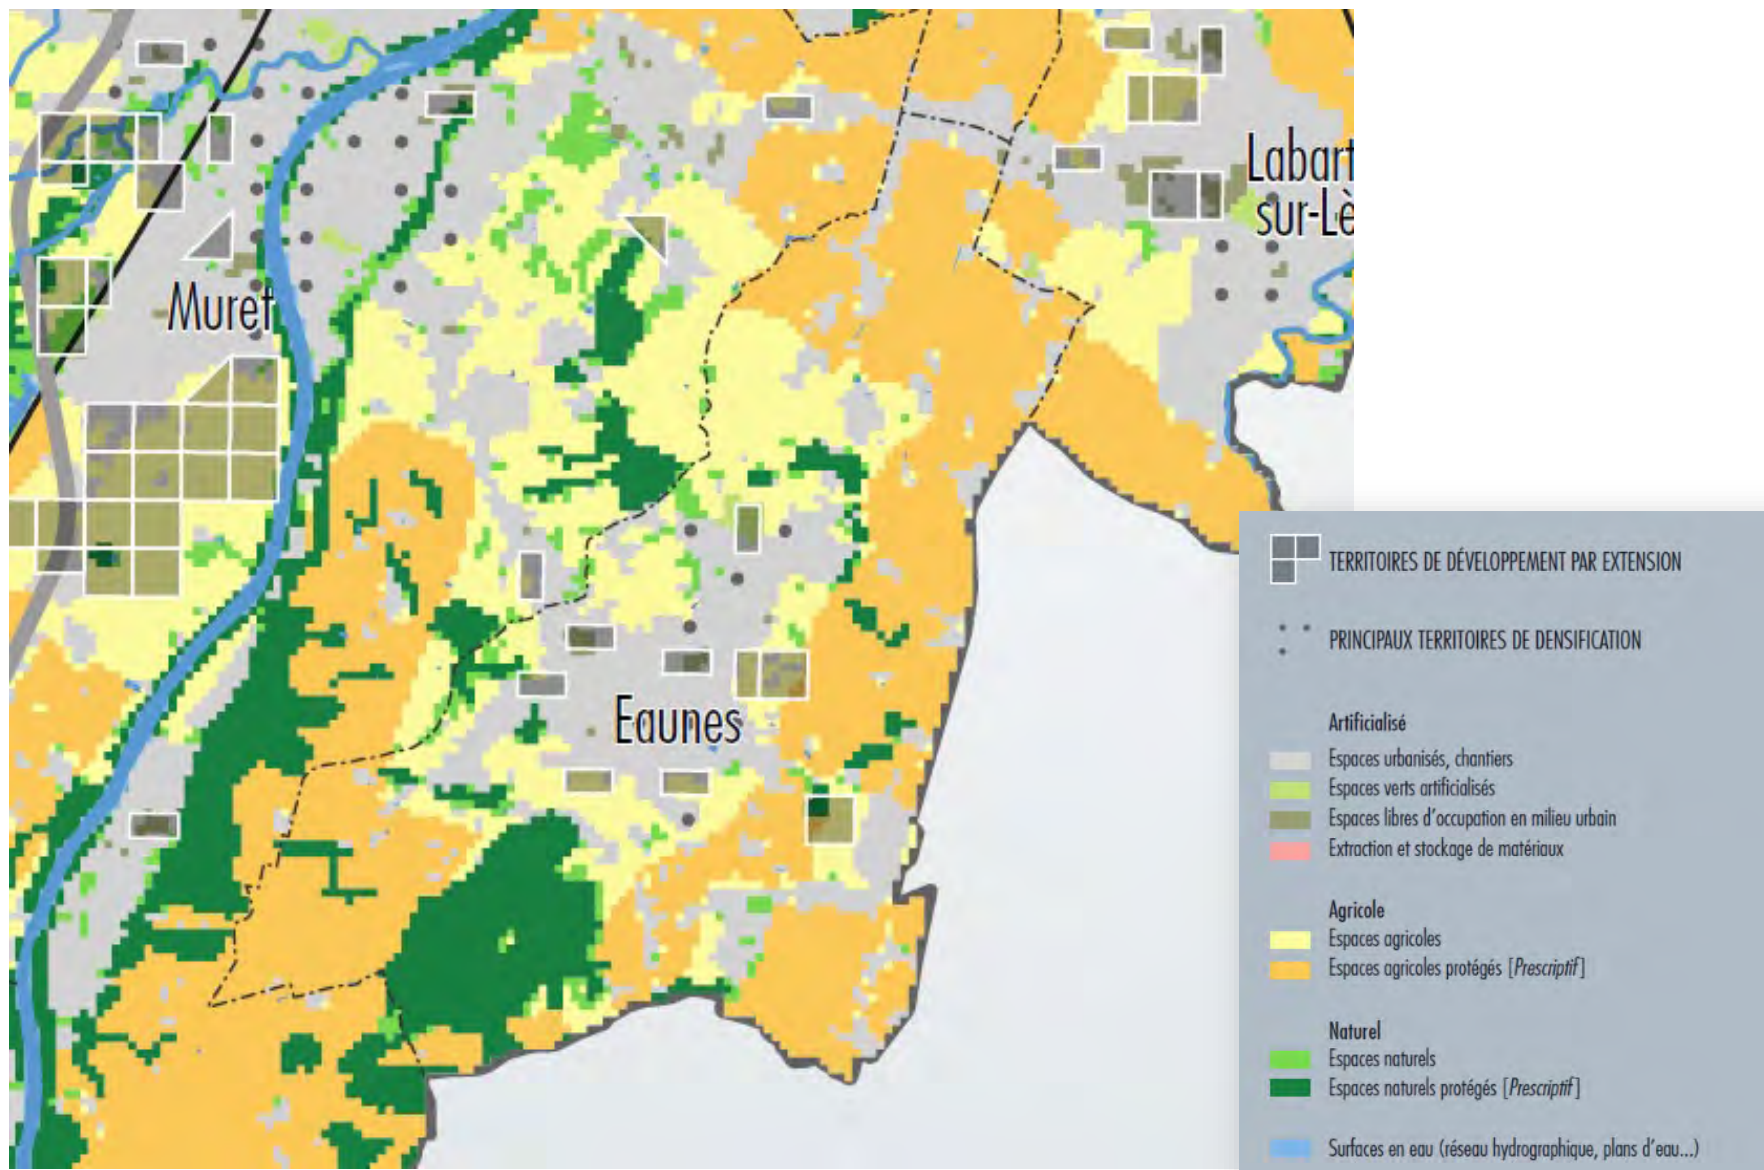 Labart
sur-Lè
Muret
Eaunes
TERRITOIRES DE DÉVELOPPEMENT PAR EXTENSION
PRINCIPAUX TERRITOIRES DE DENSIFICATION
Artificialisé
Espaces urbanisés, chantiers
Espaces verts artificialisés
Espaces libres d'occupation en milieu urbain
Extraction et stockage de matériaux
Agricole
Espaces agricoles
Espaces agricoles protégés [Prescriptif]
Naturel
Espaces naturels
Espaces naturels protégés [Prescriptif]
Surfaces en eau (réseau hydrographique, plans d'eau...)